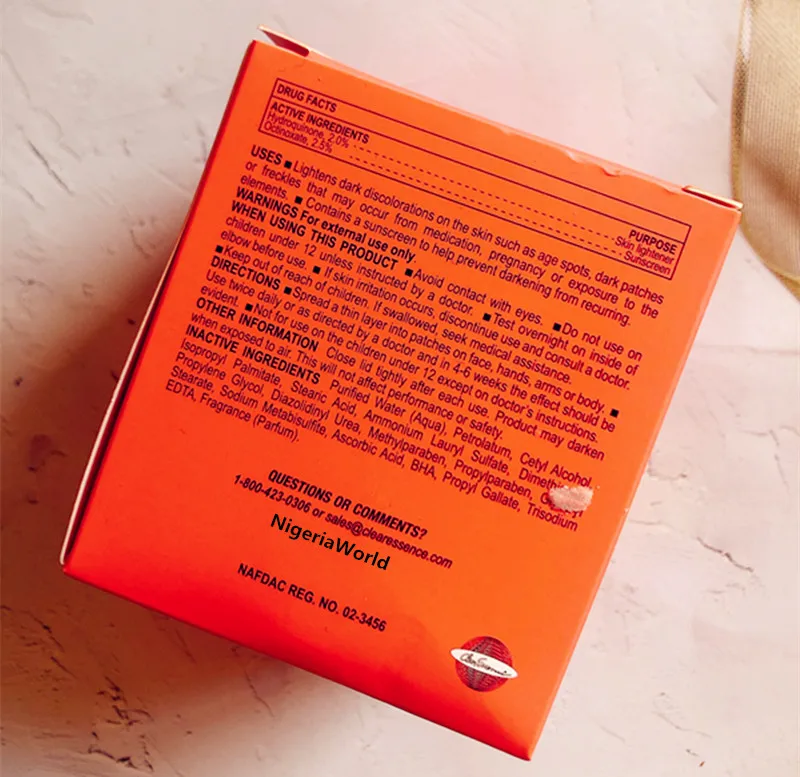 DRUG FACTS
ACTIVE INGREDIENTS PURPOSE
Hydroquinone, 2.0% Skin lightener
Octinoxate, 2.5% Sunscreen
USES ■ Lightens dark discolorations on the skin such as age spots, dark patches
or freckles that may occur from medication, pregnancy or exposure to the
elements. ■ Contains a sunscreen to help prevent darkening from recurring.
WARNINGS For external use only.
WHEN USING THIS PRODUCT ■ Avoid contact with eyes. ■ Do not use on
children under 12 unless instructed by a doctor. ■ Test overnight on inside of
elbow before use. ■ If skin irritation occurs, discontinue use and consult a doctor.
■ Keep out of reach of children. If swallowed, seek medical assistance.
DIRECTIONS ■ Spread a thin layer into patches on face, hands, arms or body. ■
Use twice daily or as directed by a doctor and in 4-6 weeks the effect should be
evident. ■ Not for use on the children under 12 except on doctor's instructions.
OTHER INFORMATION Close lid tightly after each use. Product may darken
when exposed to air. This will not affect performance or safety.
INACTIVE INGREDIENTS Purified Water (Aqua), Petrolatum, Cetyl Alcohol
Isopropyl Palmitate, Stearic Acid, Ammonium Lauryl Sulfate,
Propylene Glycol, Diazolidinyl Urea, Methylparaben, Propylparaben,
Stearate, Sodium Metabisulfite, Ascorbic Acid, BHA, Propyl Gallate, Trisodium
EDTA, Fragrance (Parfum).
QUESTIONS OR COMMENTS?
1-800-423-0306 or sales@clearessence.com
NigeriaWorld
NAFDAC REG. NO. 02-3456